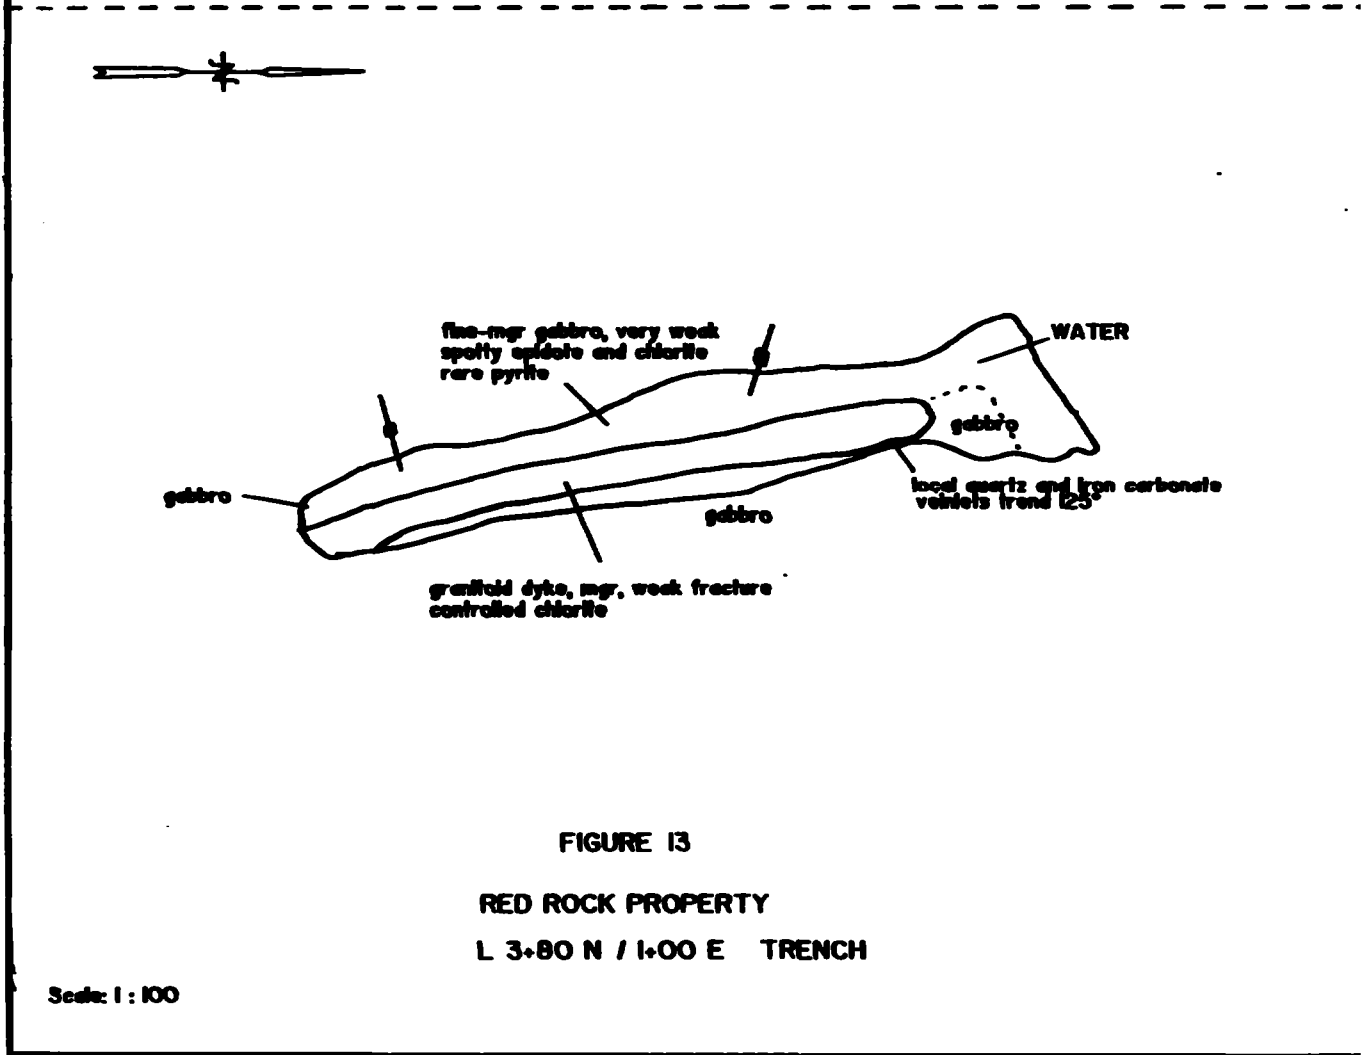 fine-mgr gabbro, very weak
spotty epidote and chlorite
rare pyrite
WATER
gabbro
gabbro
local quartz and iron carbonate
veinlets trend 125°
gabbro
granitoid dyke, mgr, weak fracture
controlled chlorite
FIGURE 13
RED ROCK PROPERTY
L 3+80 N / 1+00 E TRENCH
Scale: 1 : 100